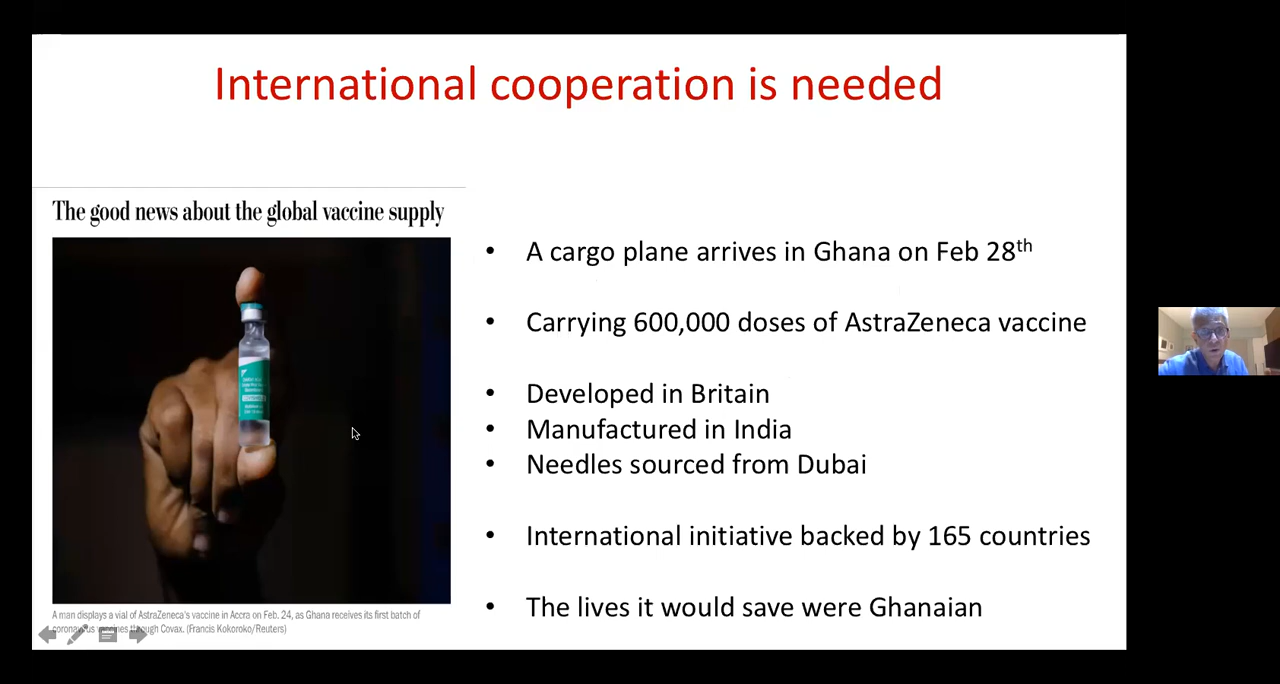 International cooperation is needed
The good news about the global vaccine supply
A man displays a vial of AstraZeneca's vaccine in Accra on Feb. 24, as Ghana receives its first batch of
coronavirus vaccines through Covax. (Francis Kokoroko/Reuters)
• A cargo plane arrives in Ghana on Feb 28th
• Carrying 600,000 doses of AstraZeneca vaccine
• Developed in Britain
• Manufactured in India
• Needles sourced from Dubai
• International initiative backed by 165 countries
• The lives it would save were Ghanaian